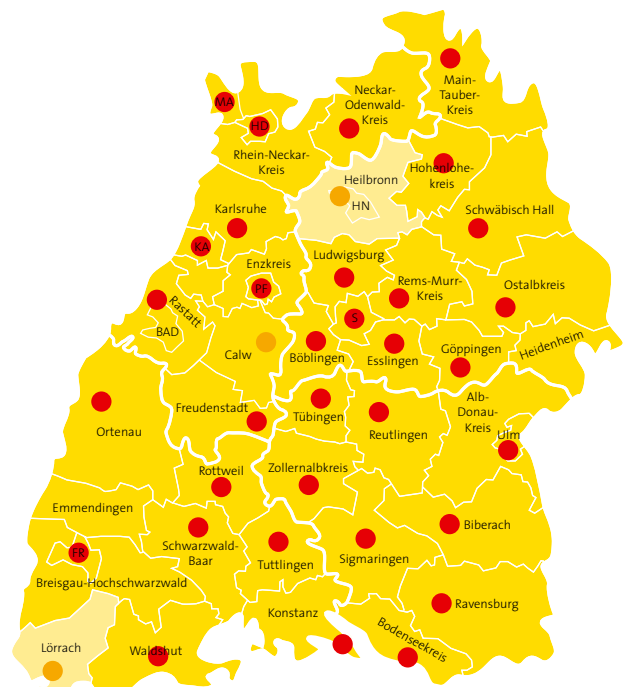 Main-
Tauber-
Kreis
Neckar-
Odenwald-
Kreis
MA
HD
Rhein-Neckar-
Kreis
Hohenlohe-
kreis
Heilbronn
HN
Karlsruhe
Schwäbisch Hall
KA
Ludwigsburg
Enzkreis
Rems-Murr-
Kreis
Ostalbkreis
PF
Rastatt
S
BAD
Calw
Böblingen
Esslingen
Göppingen
Heidenheim
Freudenstadt
Tübingen
Reutlingen
Alb-
Donau-
Kreis
Ulm
Ortenau
Rottweil
Zollernalbkreis
Emmendingen
Biberach
FR
Schwarzwald-
Baar
Tuttlingen
Sigmaringen
Breisgau-Hochschwarzwald
Ravensburg
Konstanz
Bodenseekreis
Lörrach
Waldshut